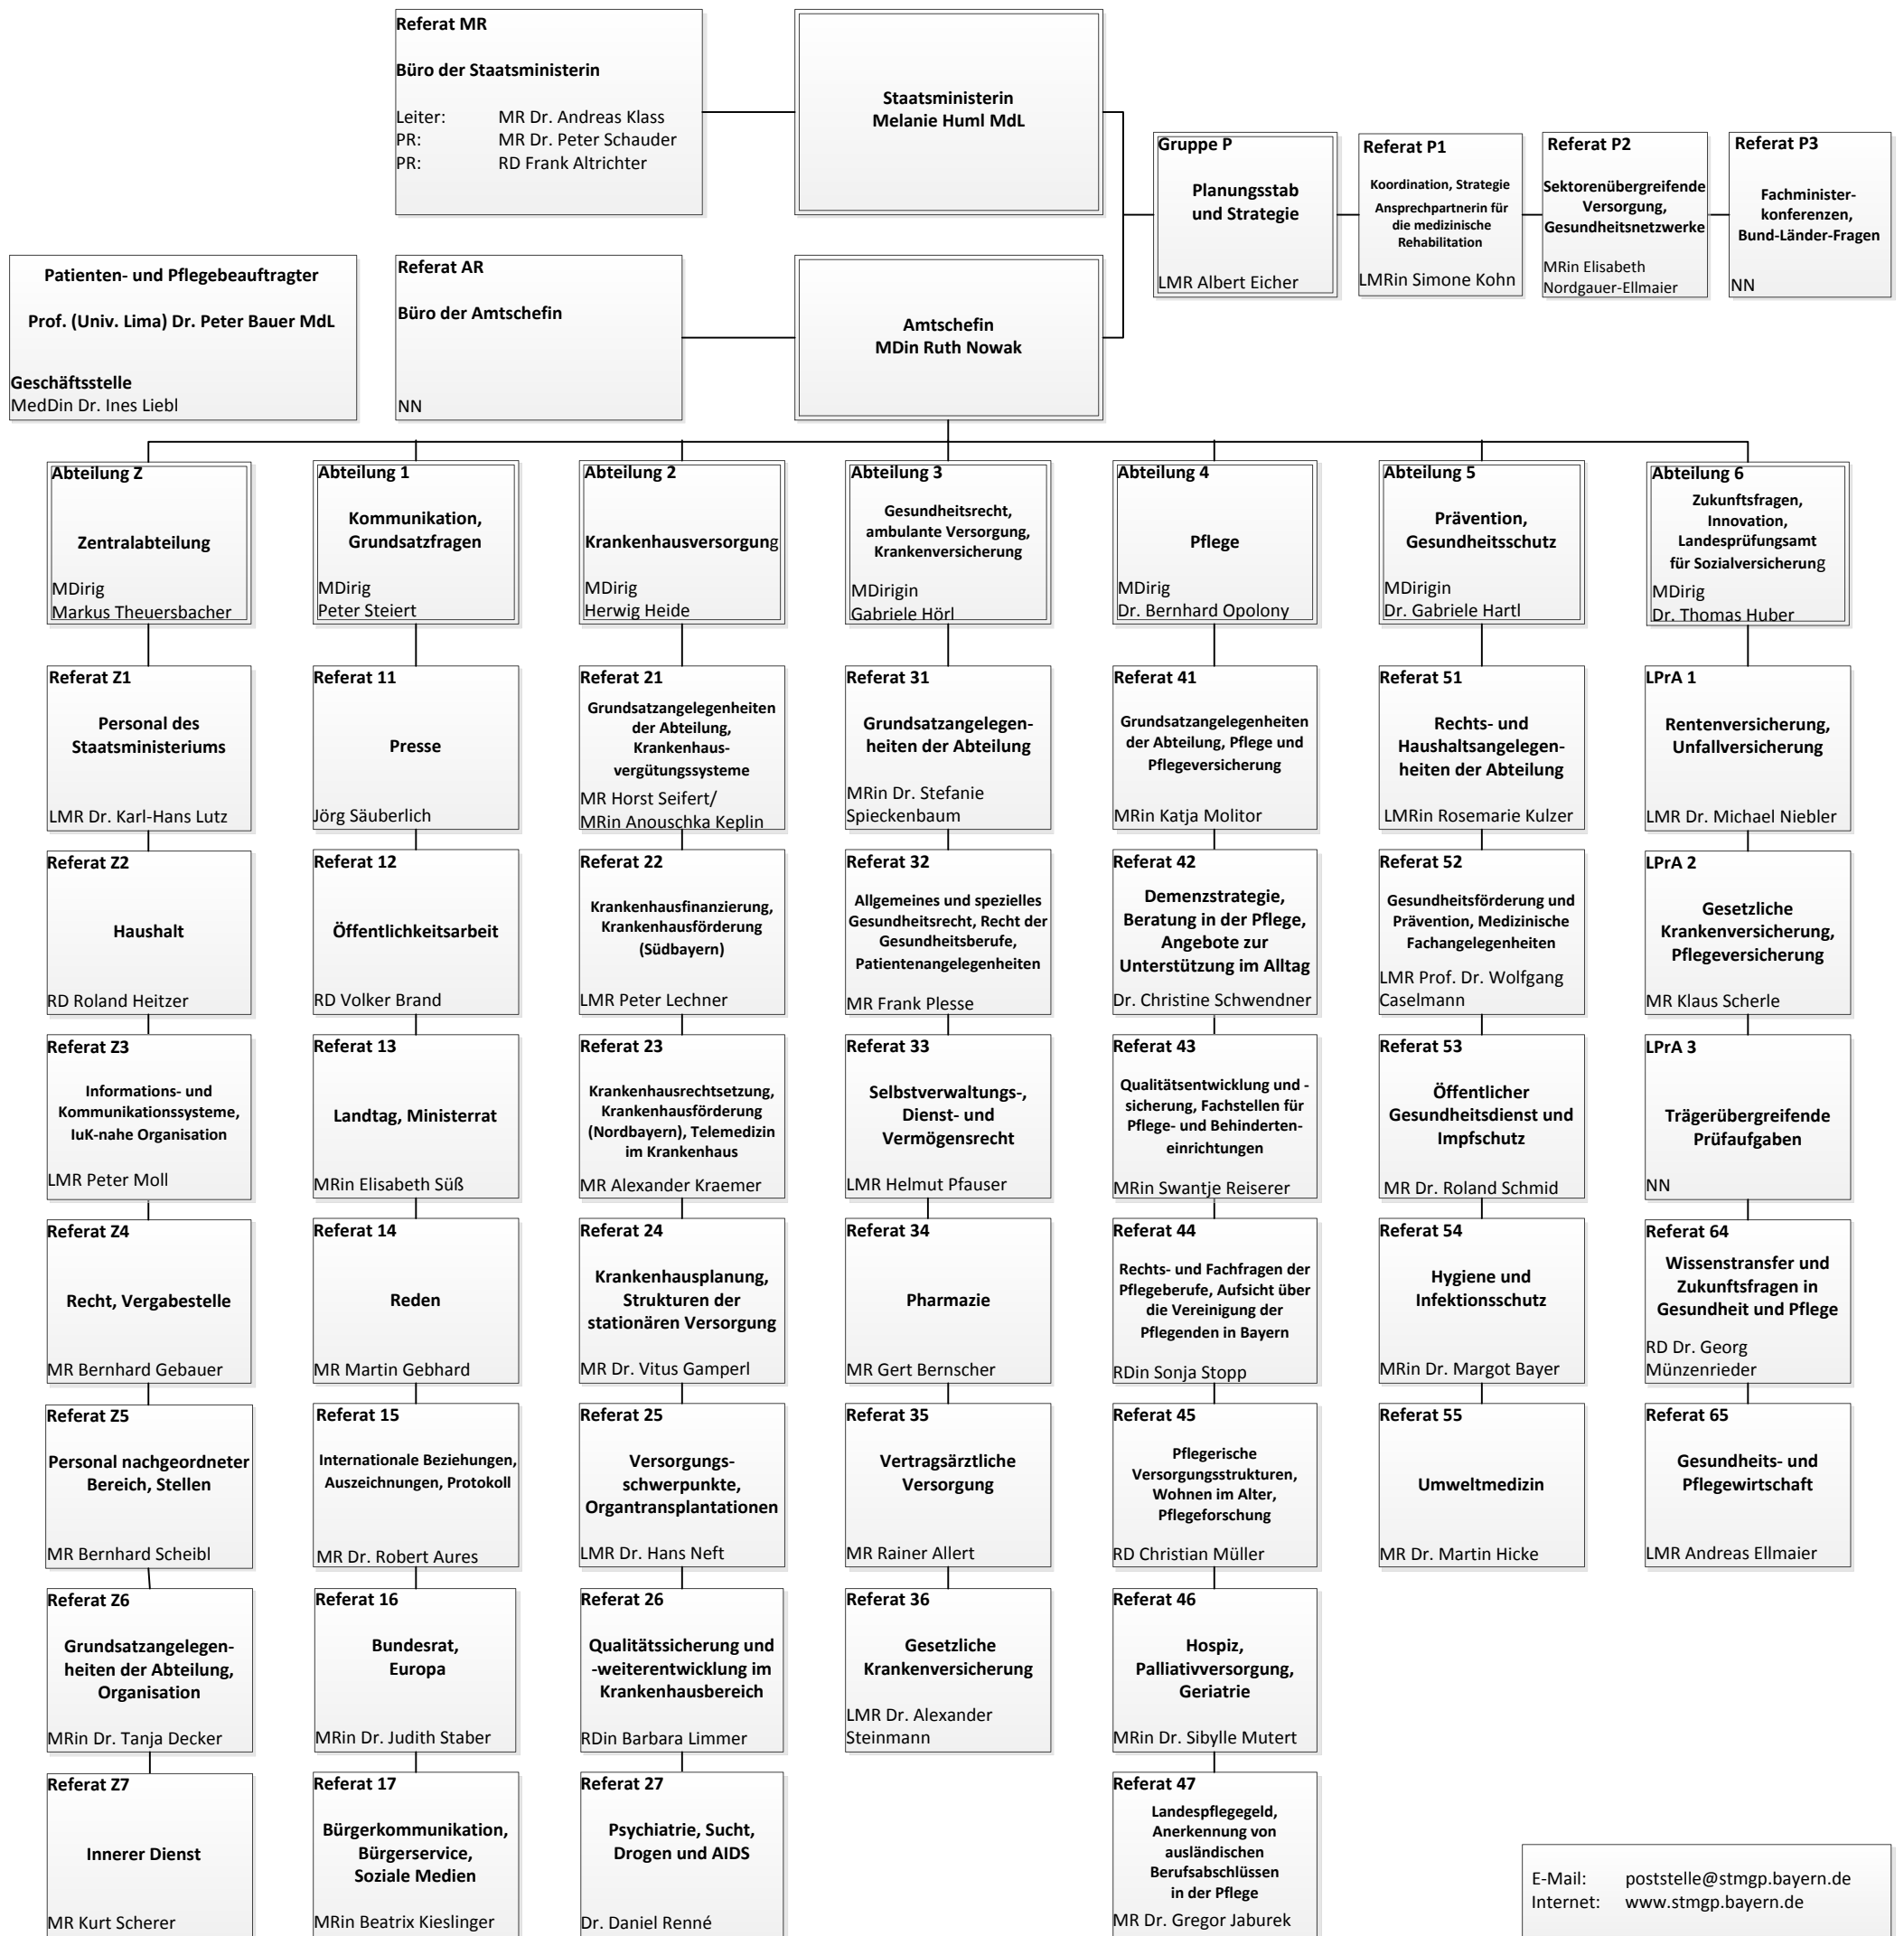 Referat MR
Büro der Staatsministerin
Leiter: MR Dr. Andreas Klass
PR: MR Dr. Peter Schauder
PR: RD Frank Altrichter
Staatsministerin
Melanie Huml MdL
Gruppe P
Planungsstab
und Strategie
LMR Albert Eicher
Referat P1
Koordination, Strategie
Ansprechpartnerin für
die medizinische
Rehabilitation
LMRin Simone Kohn
Referat P2
Sektorenübergreifende
Versorgung,
Gesundheitsnetzwerke
MRin Elisabeth
Nordgauer-Ellmaier
Referat P3
Fachminister-
konferenzen,
Bund-Länder-Fragen
NN
Patienten- und Pflegebeauftragter
Prof. (Univ. Lima) Dr. Peter Bauer MdL
Geschäftsstelle
MedDin Dr. Ines Liebl
Referat AR
Büro der Amtschefin
NN
Amtschefin
MDin Ruth Nowak
Abteilung Z
Zentralabteilung
MDirig
Markus Theuersbacher
Referat Z1
Personal des
Staatsministeriums
LMR Dr. Karl-Hans Lutz
Referat Z2
Haushalt
RD Roland Heitzer
Referat Z3
Informations- und
Kommunikationssysteme,
IuK-nahe Organisation
LMR Peter Moll
Referat Z4
Recht, Vergabestelle
MR Bernhard Gebauer
Referat Z5
Personal nachgeordneter
Bereich, Stellen
MR Bernhard Scheibl
Referat Z6
Grundsatzangelegen-
heiten der Abteilung,
Organisation
MRin Dr. Tanja Decker
Referat Z7
Innerer Dienst
MR Kurt Scherer
Abteilung 1
Kommunikation,
Grundsatzfragen
MDirig
Peter Steiert
Referat 11
Presse
Jörg Säuberlich
Referat 12
Öffentlichkeitsarbeit
RD Volker Brand
Referat 13
Landtag, Ministerrat
MRin Elisabeth Süß
Referat 14
Reden
MR Martin Gebhard
Referat 15
Internationale Beziehungen,
Auszeichnungen, Protokoll
MR Dr. Robert Aures
Referat 16
Bundesrat,
Europa
MRin Dr. Judith Staber
Referat 17
Bürgerkommunikation,
Bürgerservice,
Soziale Medien
MRin Beatrix Kieslinger
Abteilung 2
Krankenhausversorgung
MDirig
Herwig Heide
Referat 21
Grundsatzangelegenheiten
der Abteilung,
Krankenhaus-
vergütungssysteme
MR Horst Seifert/
MRin Anouschka Keplin
Referat 22
Krankenhausfinanzierung,
Krankenhausförderung
(Südbayern)
LMR Peter Lechner
Referat 23
Krankenhausrechtsetzung,
Krankenhausförderung
(Nordbayern), Telemedizin
im Krankenhaus
MR Alexander Kraemer
Referat 24
Krankenhausplanung,
Strukturen der
stationären Versorgung
MR Dr. Vitus Gamperl
Referat 25
Versorgungs-
schwerpunkte,
Organtransplantationen
LMR Dr. Hans Neft
Referat 26
Qualitätssicherung und
-weiterentwicklung im
Krankenhausbereich
RDin Barbara Limmer
Referat 27
Psychiatrie, Sucht,
Drogen und AIDS
Dr. Daniel Renné
Abteilung 3
Gesundheitsrecht,
ambulante Versorgung,
Krankenversicherung
MDirigin
Gabriele Hörl
Referat 31
Grundsatzangelegen-
heiten der Abteilung
MRin Dr. Stefanie
Spieckenbaum
Referat 32
Allgemeines und spezielles
Gesundheitsrecht, Recht der
Gesundheitsberufe,
Patientenangelegenheiten
MR Frank Plesse
Referat 33
Selbstverwaltungs-,
Dienst- und
Vermögensrecht
LMR Helmut Pfauser
Referat 34
Pharmazie
MR Gert Bernscher
Referat 35
Vertragsärztliche
Versorgung
MR Rainer Allert
Referat 36
Gesetzliche
Krankenversicherung
LMR Dr. Alexander
Steinmann
Abteilung 4
Pflege
MDirig
Dr. Bernhard Opolony
Referat 41
Grundsatzangelegenheiten
der Abteilung, Pflege und
Pflegeversicherung
MRin Katja Molitor
Referat 42
Demenzstrategie,
Beratung in der Pflege,
Angebote zur
Unterstützung im Alltag
Dr. Christine Schwendner
Referat 43
Qualitätsentwicklung und -
sicherung, Fachstellen für
Pflege- und Behinderten-
einrichtungen
MRin Swantje Reiserer
Referat 44
Rechts- und Fachfragen der
Pflegeberufe, Aufsicht über
die Vereinigung der
Pflegenden in Bayern
RDin Sonja Stopp
Referat 45
Pflegerische
Versorgungsstrukturen,
Wohnen im Alter,
Pflegeforschung
RD Christian Müller
Referat 46
Hospiz,
Palliativversorgung,
Geriatrie
MRin Dr. Sibylle Mutert
Referat 47
Landespflegegeld,
Anerkennung von
ausländischen
Berufsabschlüssen
in der Pflege
MR Dr. Gregor Jaburek
Abteilung 5
Prävention,
Gesundheitsschutz
MDirigin
Dr. Gabriele Hartl
Referat 51
Rechts- und
Haushaltsangelegen-
heiten der Abteilung
LMRin Rosemarie Kulzer
Referat 52
Gesundheitsförderung und
Prävention, Medizinische
Fachangelegenheiten
LMR Prof. Dr. Wolfgang
Caselmann
Referat 53
Öffentlicher
Gesundheitsdienst und
Impfschutz
MR Dr. Roland Schmid
Referat 54
Hygiene und
Infektionsschutz
MRin Dr. Margot Bayer
Referat 55
Umweltmedizin
MR Dr. Martin Hicke
Abteilung 6
Zukunftsfragen,
Innovation,
Landesprüfungsamt
für Sozialversicherung
MDirig
Dr. Thomas Huber
LPrA 1
Rentenversicherung,
Unfallversicherung
LMR Dr. Michael Niebler
LPrA 2
Gesetzliche
Krankenversicherung,
Pflegeversicherung
MR Klaus Scherle
LPrA 3
Trägerübergreifende
Prüfaufgaben
NN
Referat 64
Wissenstransfer und
Zukunftsfragen in
Gesundheit und Pflege
RD Dr. Georg
Münzenrieder
Referat 65
Gesundheits- und
Pflegewirtschaft
LMR Andreas Ellmaier
E-Mail: poststelle@stmgp.bayern.de
Internet: www.stmgp.bayern.de